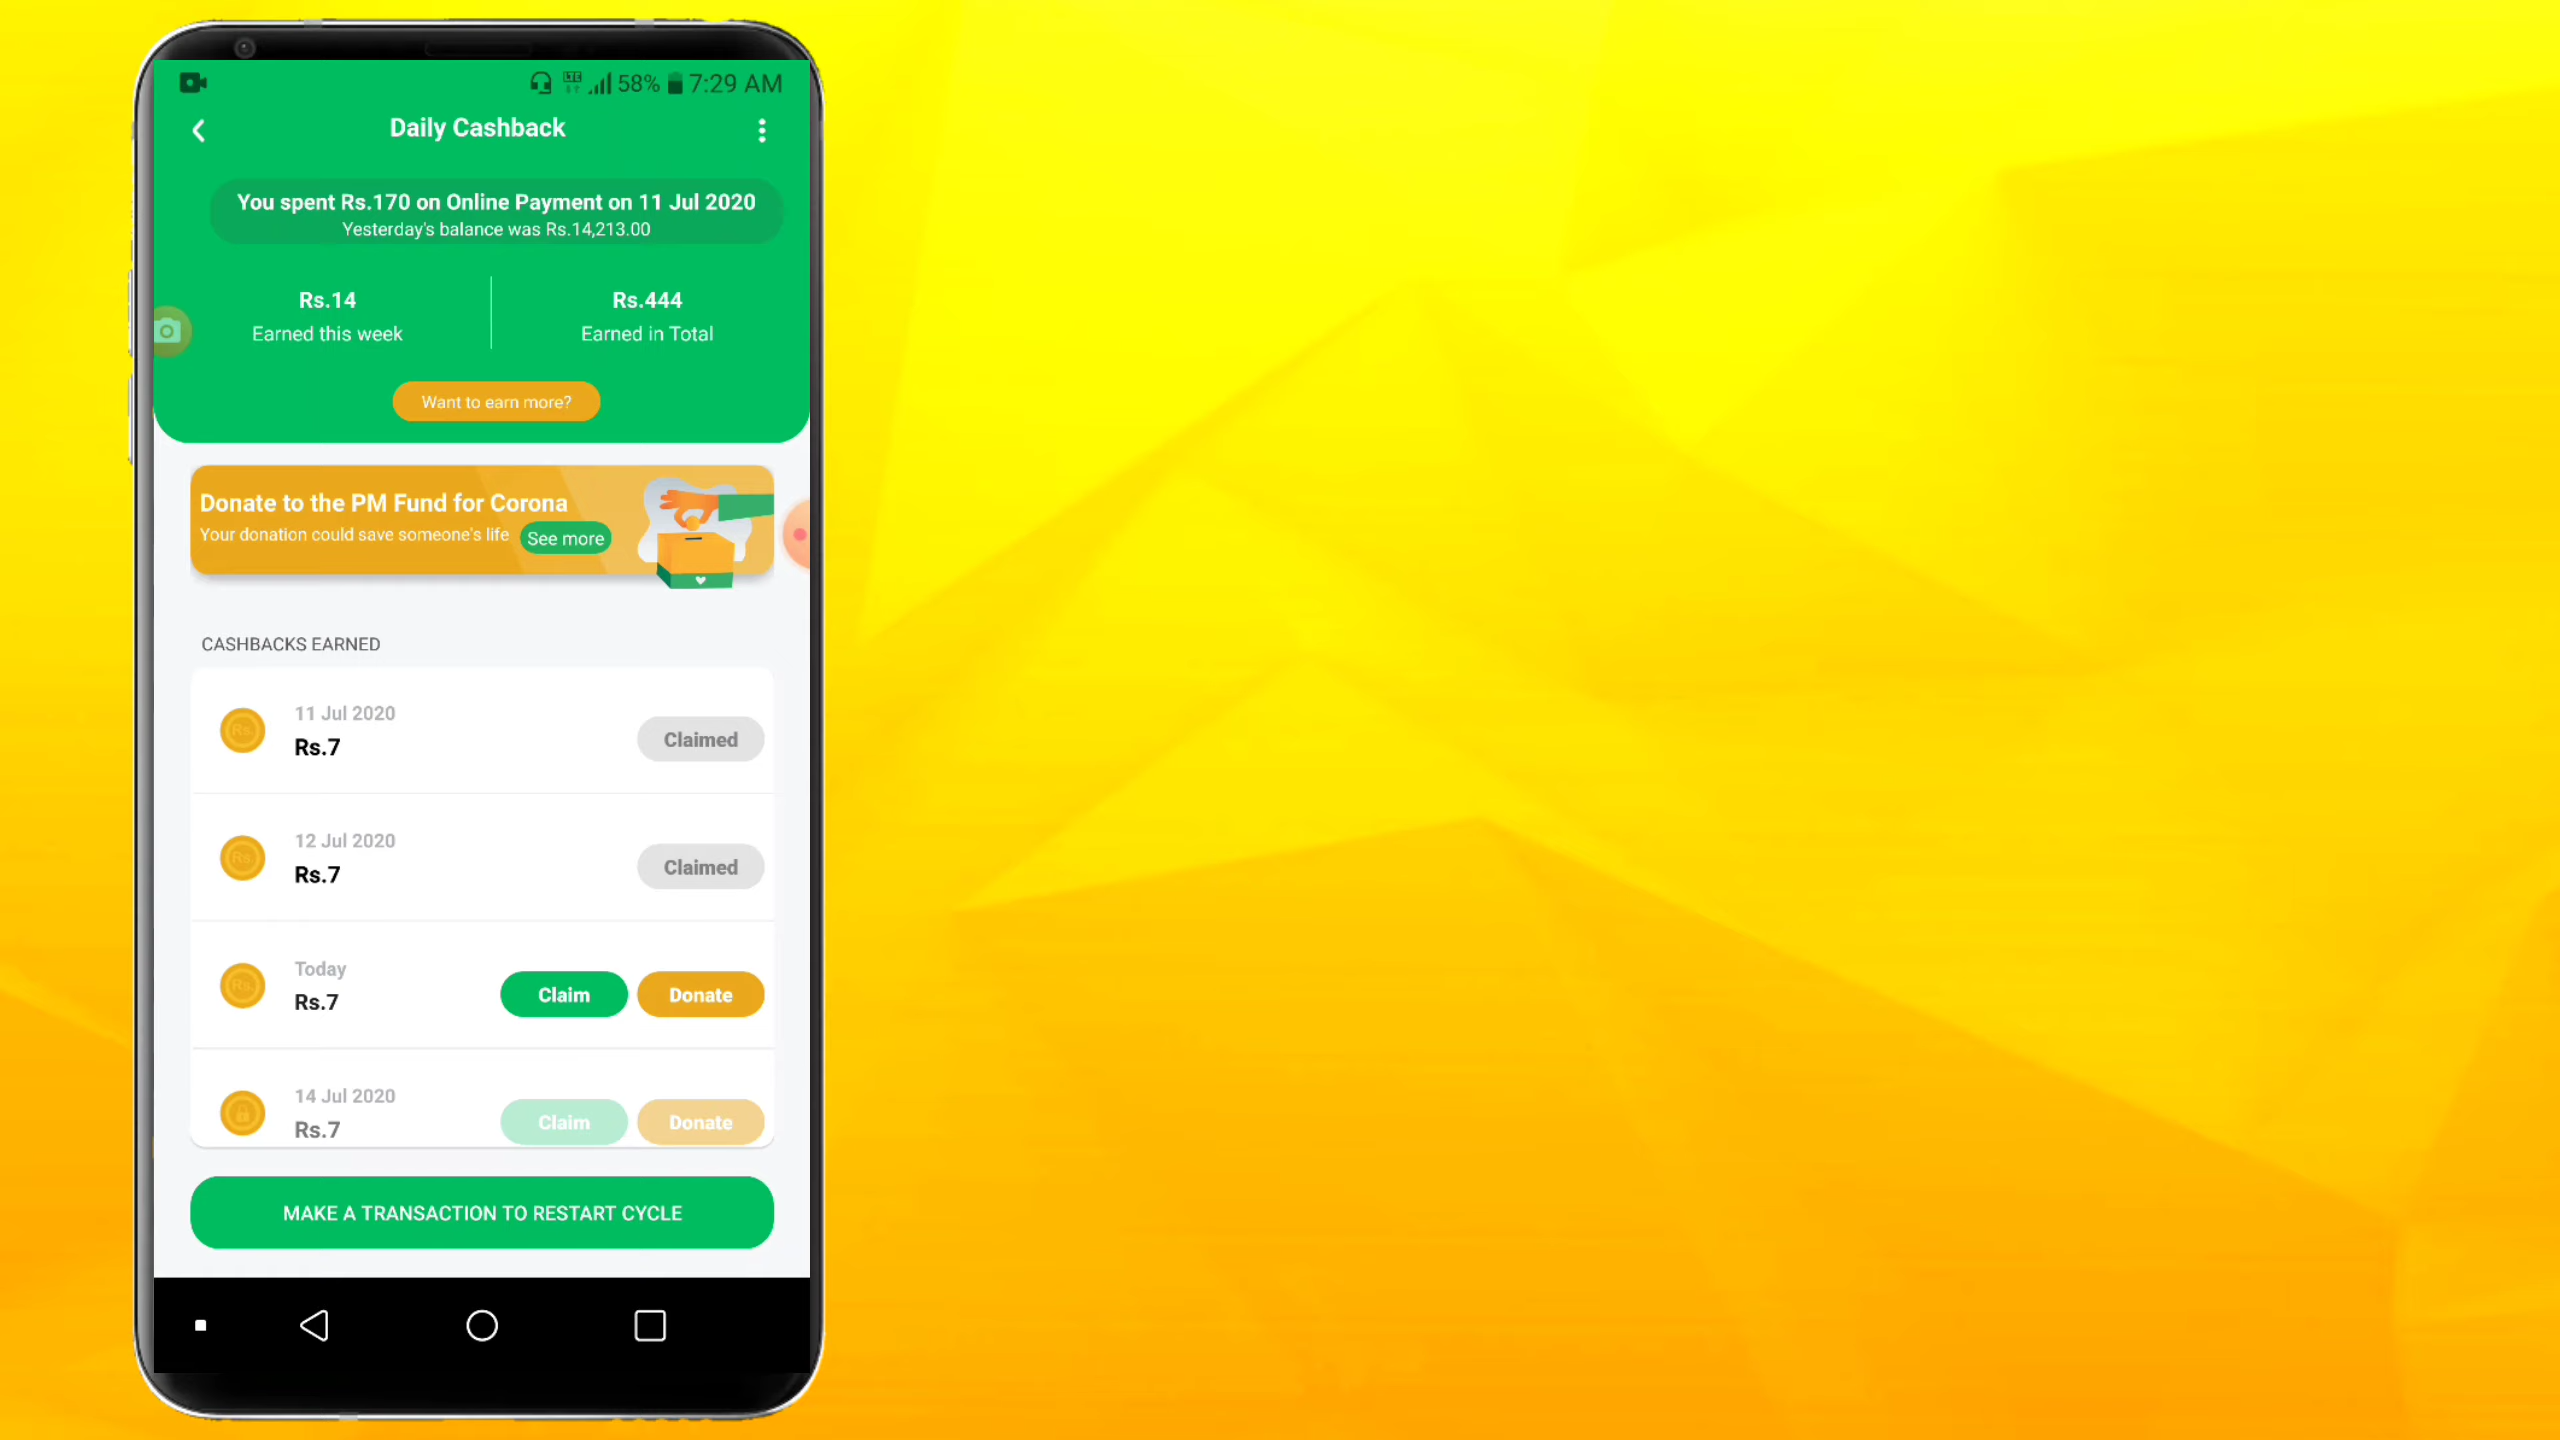 58% 7:29 AM
Daily Cashback
You spent Rs.170 on Online Payment on 11 Jul 2020
Yesterday's balance was Rs.14,213.00
Rs.14
Earned this week
Rs.444
Earned in Total
Want to earn more?
Donate to the PM Fund for Corona
Your donation could save someone's life
See more
CASHBACKS EARNED
Rs.
11 Jul 2020
Rs.7
Claimed
Rs.
12 Jul 2020
Rs.7
Claimed
Rs.
Today
Rs.7
Claim
Donate
14 Jul 2020
Rs.7
Claim
Donate
MAKE A TRANSACTION TO RESTART CYCLE